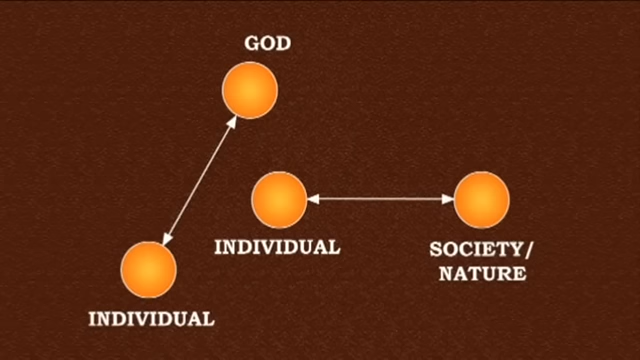 GOD
INDIVIDUAL
SOCIETY/
NATURE
INDIVIDUAL